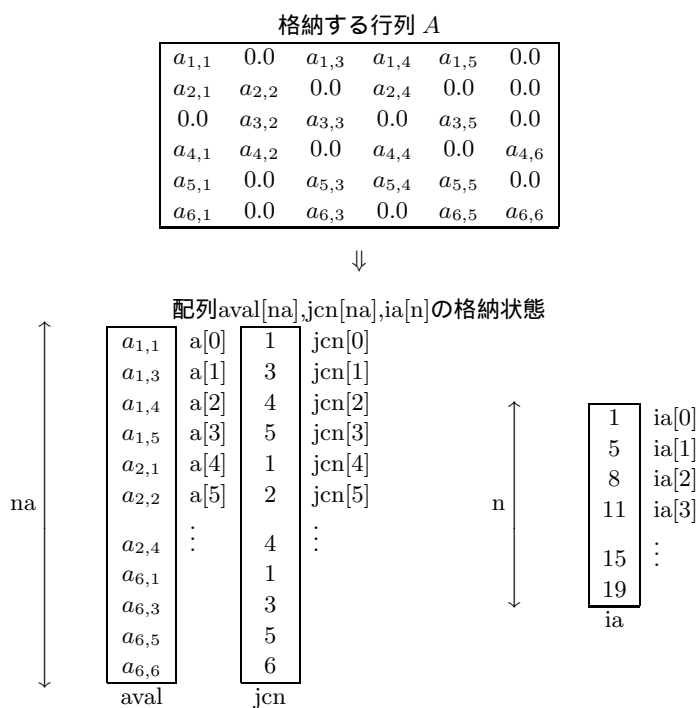 格納する行列 A
a1,1 0.0 a1,3 a1,4 a1,5 0.0
a2,1 a2,2 0.0 a2,4 0.0 0.0
0.0 a3,2 a3,3 0.0 a3,5 0.0
a4,1 a4,2 0.0 a4,4 0.0 a4,6
a5,1 0.0 a5,3 a5,4 a5,5 0.0
a6,1 0.0 a6,3 0.0 a6,5 a6,6
⇓
配列aval[na],jcn[na],ia[n]の格納状態
na
a1,1 a[0] 1 jcn[0]
a1,3 a[1] 3 jcn[1]
a1,4 a[2] 4 jcn[2]
a1,5 a[3] 5 jcn[3]
a2,1 a[4] 1 jcn[4]
a2,2 a[5] 2 jcn[5]
a2,4 ⋮ 4 ⋮
a6,1 1
a6,3 3
a6,5 5
a6,6 6
aval jcn
n
1 ia[0]
5 ia[1]
8 ia[2]
11 ia[3]
15 ⋮
19
ia